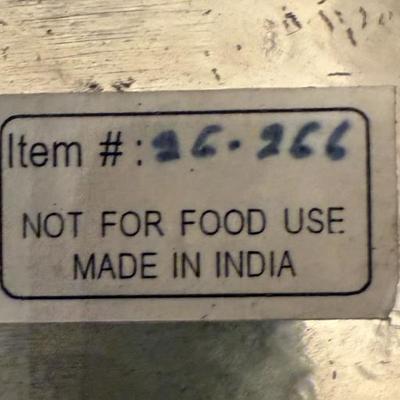 Item # : 26.266
NOT FOR FOOD USE
MADE IN INDIA